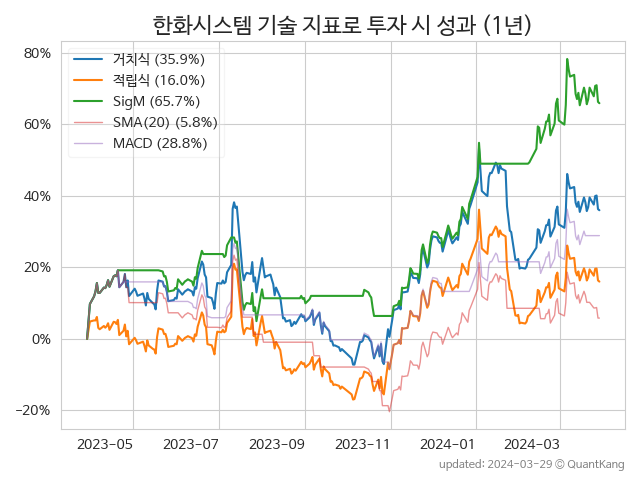 한화시스템 기술 지표로 투자 시 성과 (1년)
80%
60%
40%
20%
0%
−20%
거치식 (35.9%)
적립식 (16.0%)
SigM (65.7%)
SMA(20) (5.8%)
MACD (28.8%)
2023−05 2023−07 2023−09 2023−11 2024−01 2024−03
updated: 2024−03−29 © QuantKang